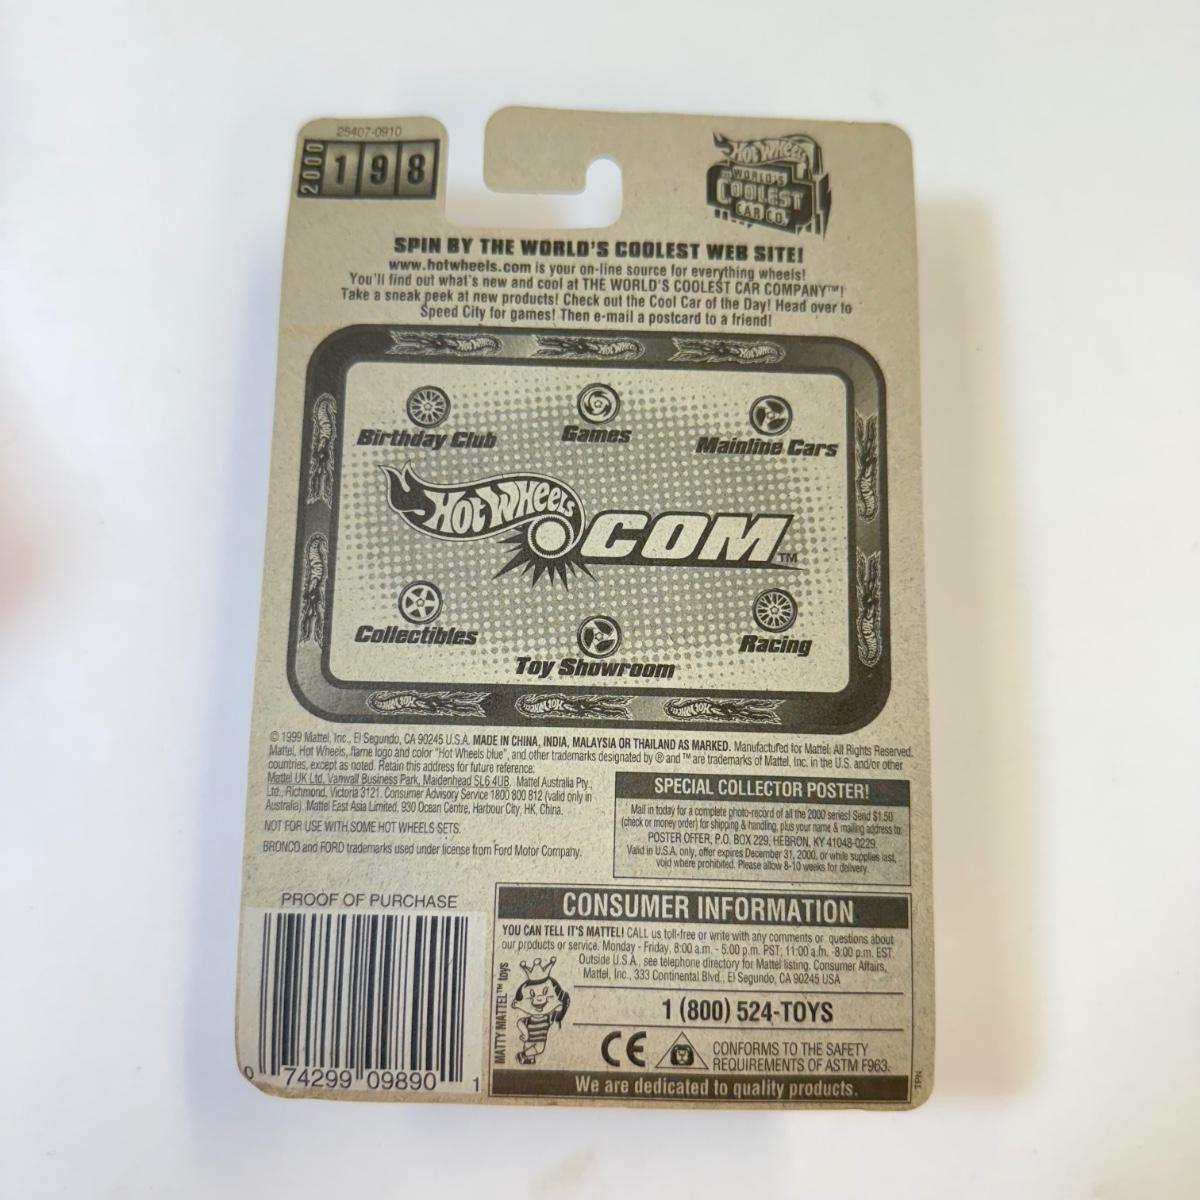 25407-0910
2000
198
Hot Wheels
WORLD'S
COOLEST
CAR CO.
SPIN BY THE WORLD'S COOLEST WEB SITE!
www.hotwheels.com is your on-line source for everything wheels!
You'll find out what's new and cool at THE WORLD'S COOLEST CAR COMPANY™!
Take a sneak peek at new products! Check out the Cool Car of the Day! Head over to
Speed City for games! Then e-mail a postcard to a friend!
Hot Wheels Hot Wheels Hot Wheels
Birthday Club Games Mainline Cars
Hot Wheels .COM™
Collectibles Toy Showroom Racing
Hot Wheels Hot Wheels Hot Wheels
© 1999 Mattel, Inc., El Segundo, CA 90245 U.S.A. MADE IN CHINA, INDIA, MALAYSIA OR THAILAND AS MARKED. Manufactured for Mattel. All Rights Reserved.
Mattel, Hot Wheels, flame logo and color "Hot Wheels blue", and other trademarks designated by ® and ™ are trademarks of Mattel, Inc. in the U.S. and/or other
countries, except as noted. Retain this address for future reference:
Mattel UK Ltd, Vanwall Business Park, Maidenhead SL6 4UB. Mattel Australia Pty.,
Ltd., Richmond, Victoria 3121. Consumer Advisory Service 1800 800 812 (valid only in
Australia). Mattel East Asia Limited, 930 Ocean Centre, Harbour City, HK, China.
NOT FOR USE WITH SOME HOT WHEELS SETS.
BRONCO and FORD trademarks used under license from Ford Motor Company.
SPECIAL COLLECTOR POSTER!
Mail in today for a complete photo-record of all the 2000 series! Send $1.50
(check or money order) for shipping & handling, plus your name & mailing address to:
POSTER OFFER, P.O. BOX 229, HEBRON, KY 41048-0229.
Valid in U.S.A. only, offer expires December 31, 2000, or while supplies last,
void where prohibited. Please allow 8-10 weeks for delivery.
PROOF OF PURCHASE
0 74299 09890 1
CONSUMER INFORMATION
YOU CAN TELL IT'S MATTEL! CALL us toll-free or write with any comments or questions about
our products or service. Monday - Friday, 8:00 a.m. - 5:00 p.m. PST; 11:00 a.m. -8:00 p.m. EST.
Outside U.S.A., see telephone directory for Mattel listing. Consumer Affairs,
Mattel, Inc., 333 Continental Blvd., El Segundo, CA 90245 USA
MATTY MATTEL™ toys
1 (800) 524-TOYS
CE
CONFORMS TO THE SAFETY
REQUIREMENTS OF ASTM F963.
We are dedicated to quality products.
TPN